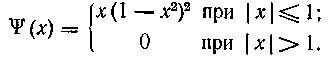 Ψ (x) = { x (1 — x²)² при | x | ⩽ 1;
0 при | x | > 1.